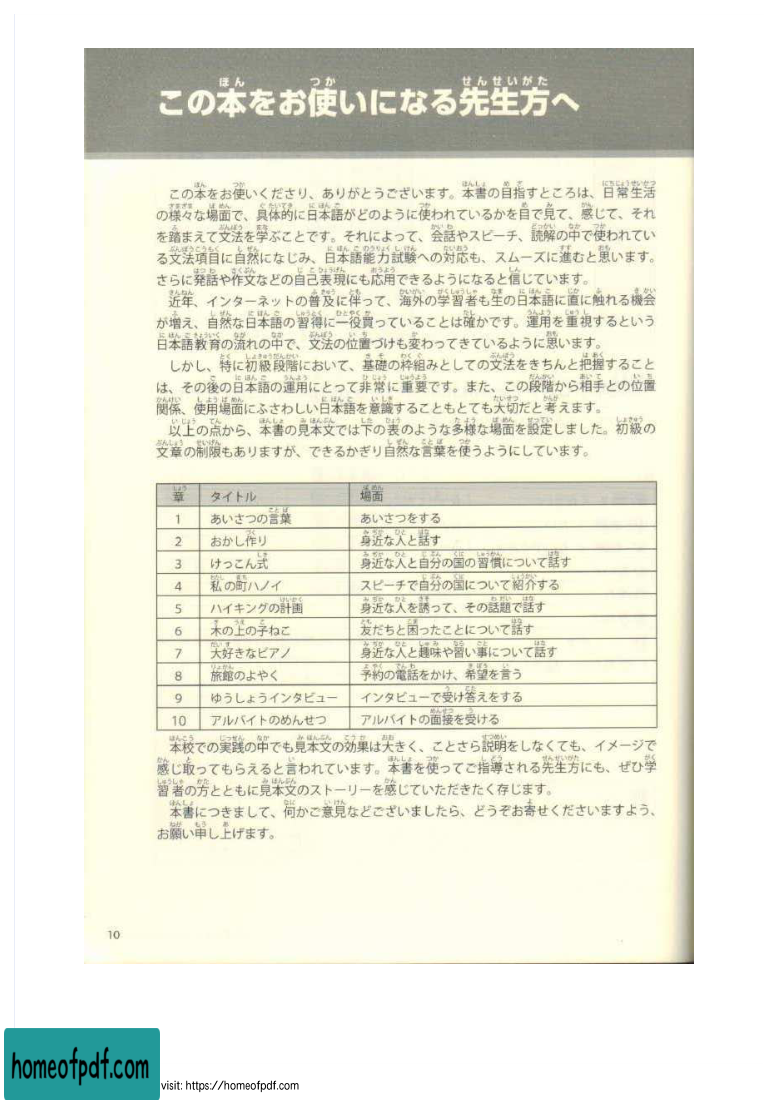 この本をお使いになる先生方へ
この本をお使いくださり、ありがとうございます。本書の目指すところは、日常生活
の様々な場面で、具体的に日本語がどのように使われているかを目で見て、感じて、それ
を踏まえて文法を学ぶことです。それによって、会話やスピーチ、読解の中で使われてい
る文法項目に自然になじみ、日本語能力試験への対応も、スムーズに進むと思います。
さらに発話や作文などの自己表現にも応用できるようになると信じています。
近年、インターネットの普及に伴って、海外の学習者も生の日本語に直に触れる機会
が増え、自然な日本語の習得に一役買っていることは確かです。運用を重視するという
日本語教育の流れの中で、文法の位置づけも変わってきているように思います。
しかし、特に初級段階において、基礎の枠組みとしての文法をきちんと把握すること
は、その後の日本語の運用にとって非常に重要です。また、この段階から相手との位置
関係、使用場面にふさわしい日本語を意識することもとても大切だと考えます。
以上の点から、本書の見本文では下の表のような多様な場面を設定しました。初級の
文章の制限もありますが、できるかぎり自然な言葉を使うようにしています。
章 タイトル 場面
1 あいさつの言葉 あいさつをする
2 おかし作り 身近な人と話す
3 けっこん式 身近な人と自分の国の習慣について話す
4 私の町ハノイ スピーチで自分の国について紹介する
5 ハイキングの計画 身近な人を誘って、その話題で話す
6 木の上の子ねこ 友だちと困ったことについて話す
7 大好きなピアノ 身近な人と趣味や習い事について話す
8 旅館のよやく 予約の電話をかけ、希望を言う
9 ゆうしょうインタビュー インタビューで受け答えをする
10 アルバイトのめんせつ アルバイトの面接を受ける
本校での実践の中でも見本文の効果は大きく、ことさら説明をしなくても、イメージで
感じ取ってもらえると言われています。本書を使ってご指導される先生方にも、ぜひ学
習者の方とともに見本文のストーリーを感じていただきたく存じます。
本書につきまして、何かご意見などございましたら、どうぞお寄せくださいますよう、
お願い申し上げます。
10
homeofpdf.com
visit: https://homeofpdf.com